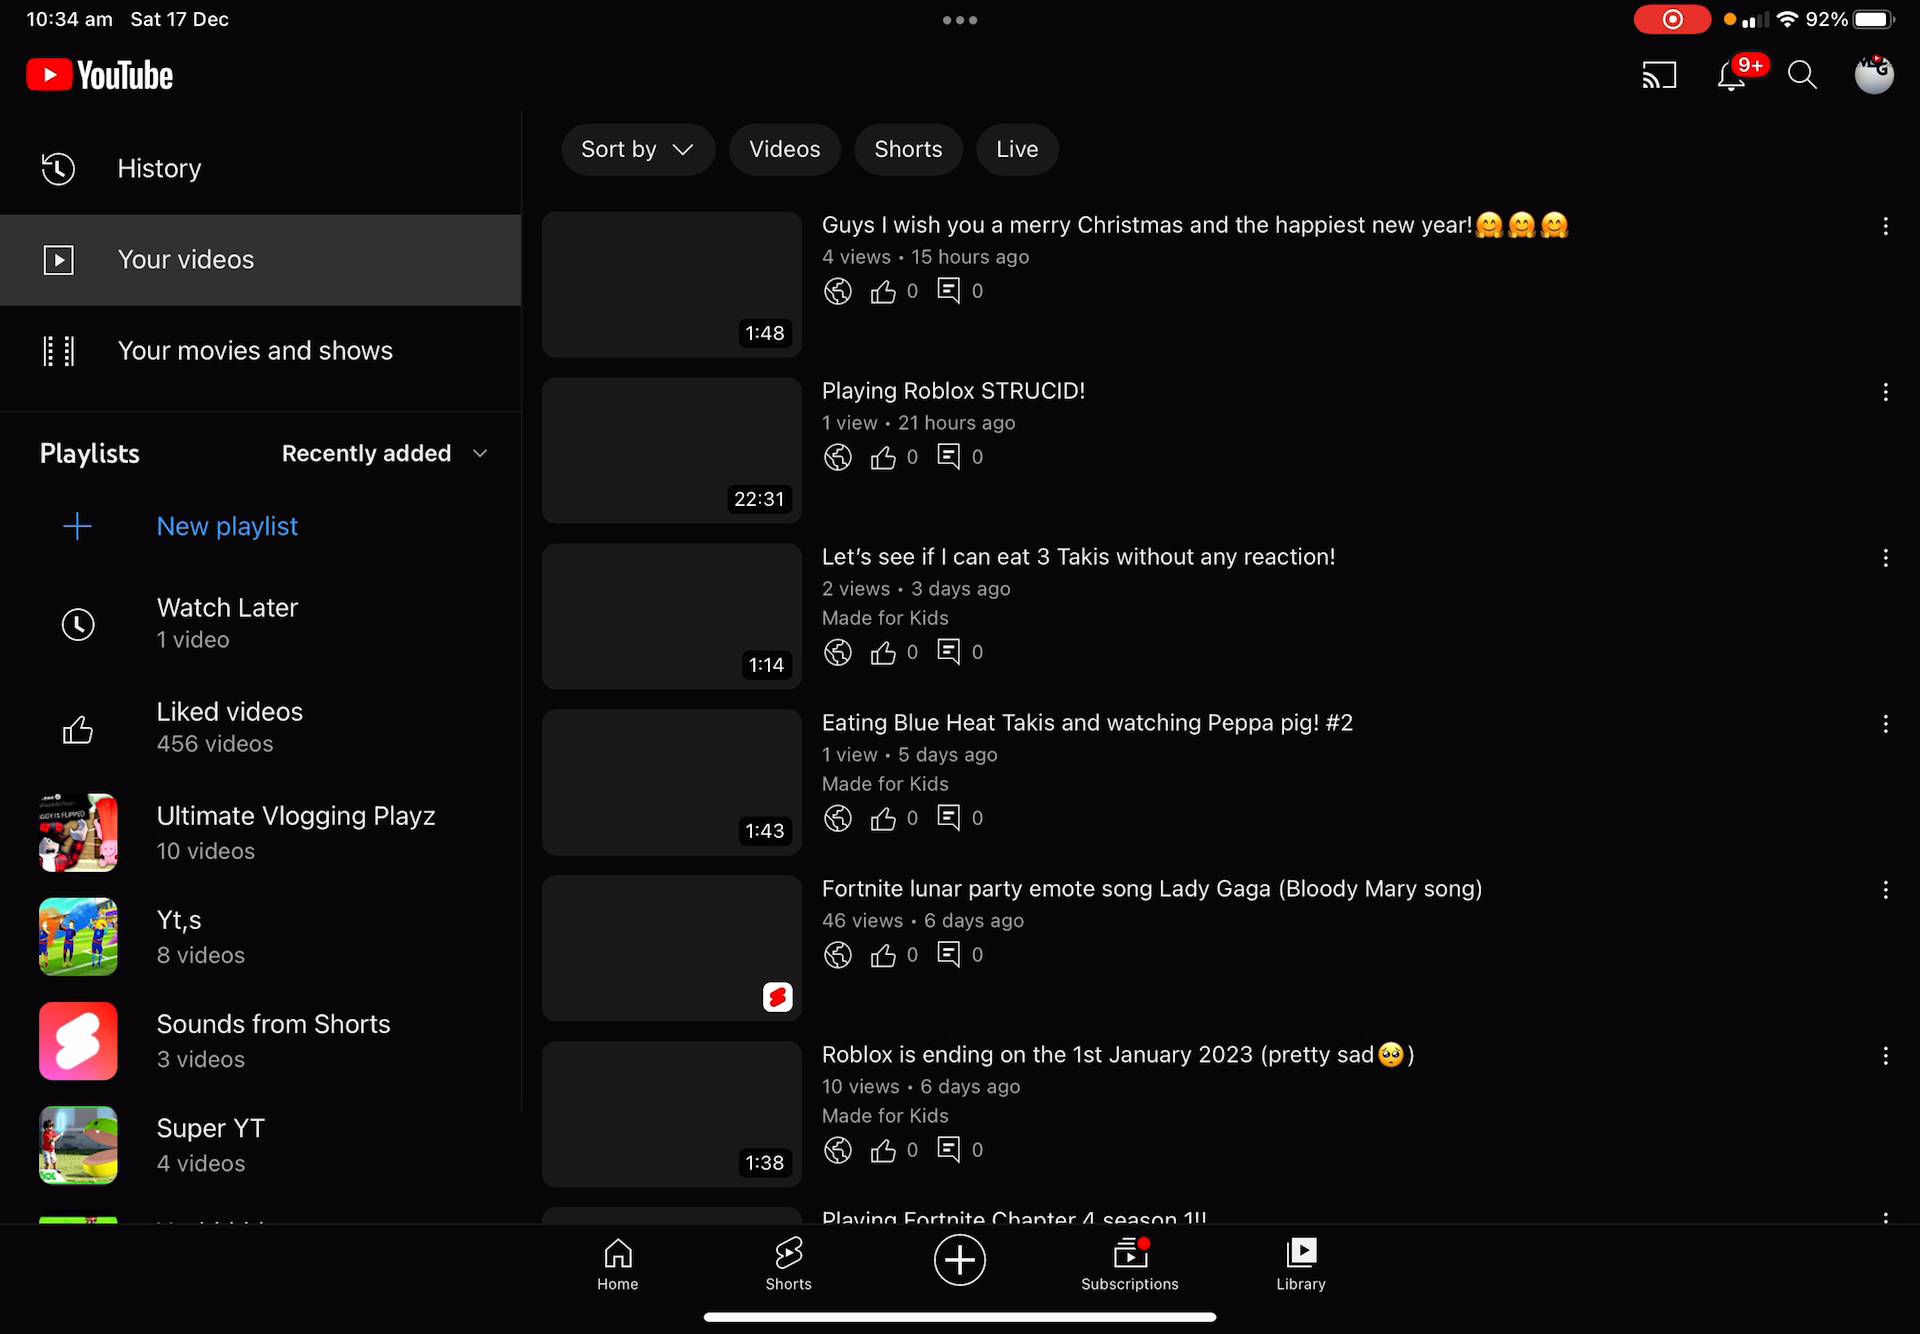 10:34 am Sat 17 Dec
92%
YouTube
9+
History
Your videos
Your movies and shows
Playlists
Recently added
New playlist
Watch Later
1 video
Liked videos
456 videos
Ultimate Vlogging Playz
10 videos
Yt,s
8 videos
Sounds from Shorts
3 videos
Super YT
4 videos
Sort by
Videos
Shorts
Live
1:48
Guys I wish you a merry Christmas and the happiest new year!🤗🤗🤗
4 views • 15 hours ago
0 0
22:31
Playing Roblox STRUCID!
1 view • 21 hours ago
0 0
1:14
Let's see if I can eat 3 Takis without any reaction!
2 views • 3 days ago
Made for Kids
0 0
1:43
Eating Blue Heat Takis and watching Peppa pig! #2
1 view • 5 days ago
Made for Kids
0 0
Fortnite lunar party emote song Lady Gaga (Bloody Mary song)
46 views • 6 days ago
0 0
1:38
Roblox is ending on the 1st January 2023 (pretty sad🥺)
10 views • 6 days ago
Made for Kids
0 0
Playing Fortnite Chapter 4 season 1!!
Home
Shorts
Subscriptions
Library